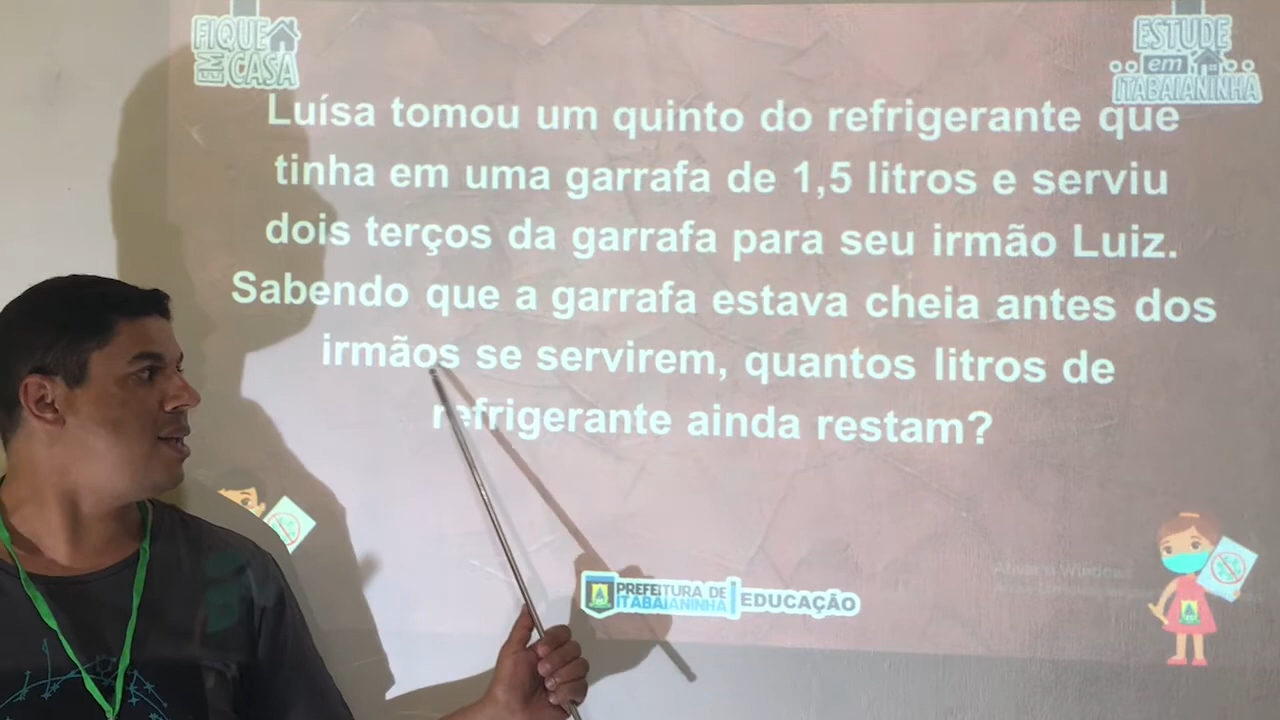 FIQUE
EM CASA
ESTUDE
em
ITABAIANINHA
Luísa tomou um quinto do refrigerante que
tinha em uma garrafa de 1,5 litros e serviu
dois terços da garrafa para seu irmão Luiz.
Sabendo que a garrafa estava cheia antes dos
irmãos se servirem, quantos litros de
refrigerante ainda restam?
Ativar o Windows
PREFEITURA DE
ITABAIANINHA
EDUCAÇÃO